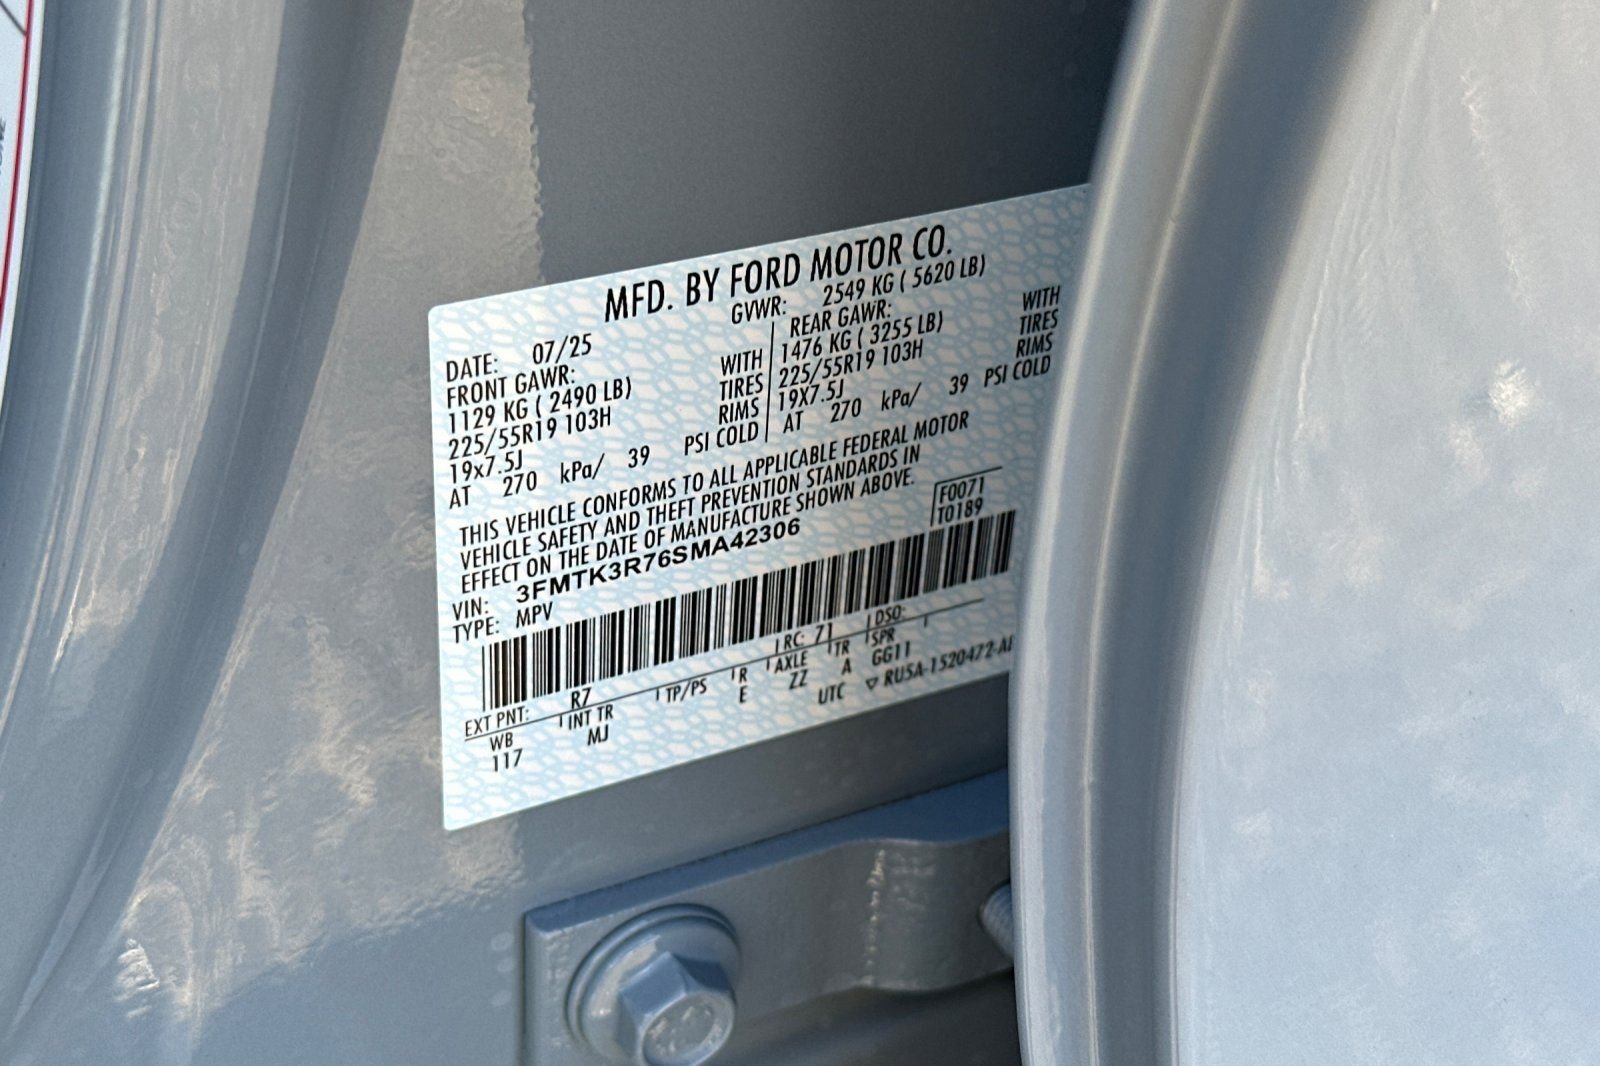 MFD. BY FORD MOTOR CO.
DATE: 07/25 GVWR: 2549 KG ( 5620 LB)
FRONT GAWR: WITH REAR GAWR: WITH
1129 KG ( 2490 LB) TIRES 1476 KG ( 3255 LB) TIRES
225/55R19 103H RIMS 225/55R19 103H RIMS
19x7.5J 19X7.5J
AT 270 kPa/ 39 PSI COLD AT 270 kPa/ 39 PSI COLD
THIS VEHICLE CONFORMS TO ALL APPLICABLE FEDERAL MOTOR
VEHICLE SAFETY AND THEFT PREVENTION STANDARDS IN
EFFECT ON THE DATE OF MANUFACTURE SHOWN ABOVE.
F0071
T0189
VIN: 3FMTK3R76SMA42306
TYPE: MPV
EXT PNT: R7 RC: 71 DSO:
WB INT TR TP/PS R AXLE TR SPR
117 MJ E ZZ A GG11
UTC ▽ RU5A-1520472-A